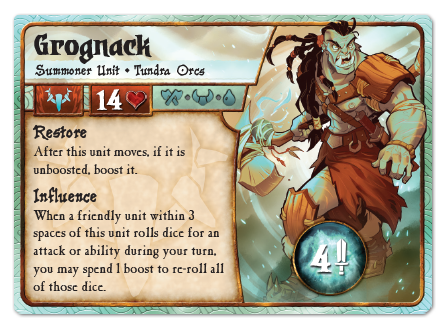 Grognack
Summoner Unit • Tundra Orcs
14
Restore
After this unit moves, if it is
unboosted, boost it.
Influence
When a friendly unit within 3
spaces of this unit rolls dice for an
attack or ability during your turn,
you may spend 1 boost to re-roll all
of those dice.
4